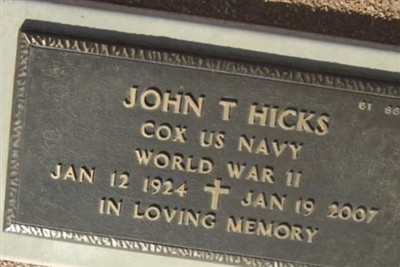 JOHN T HICKS
COX US NAVY
WORLD WAR II
JAN 12 1924 JAN 19 2007
IN LOVING MEMORY